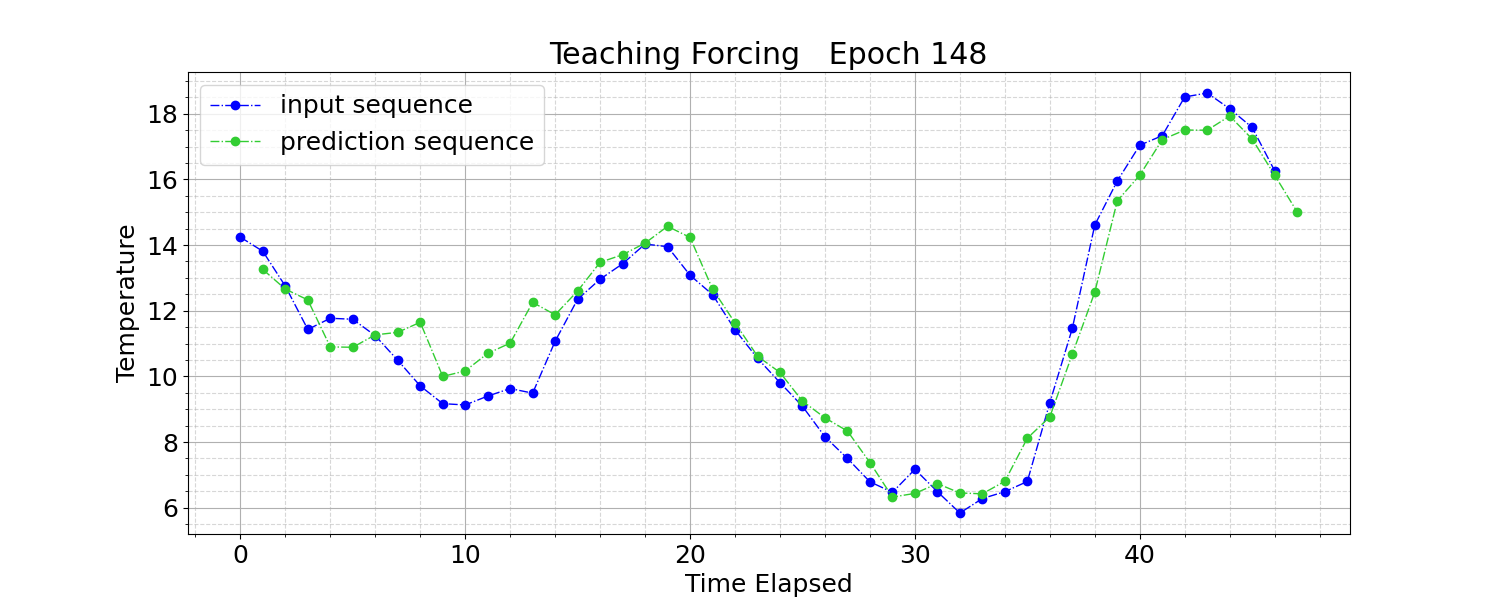 Teaching Forcing   Epoch 148
input sequence
prediction sequence
Temperature
18
16
14
12
10
8
6
0 10 20 30 40
Time Elapsed